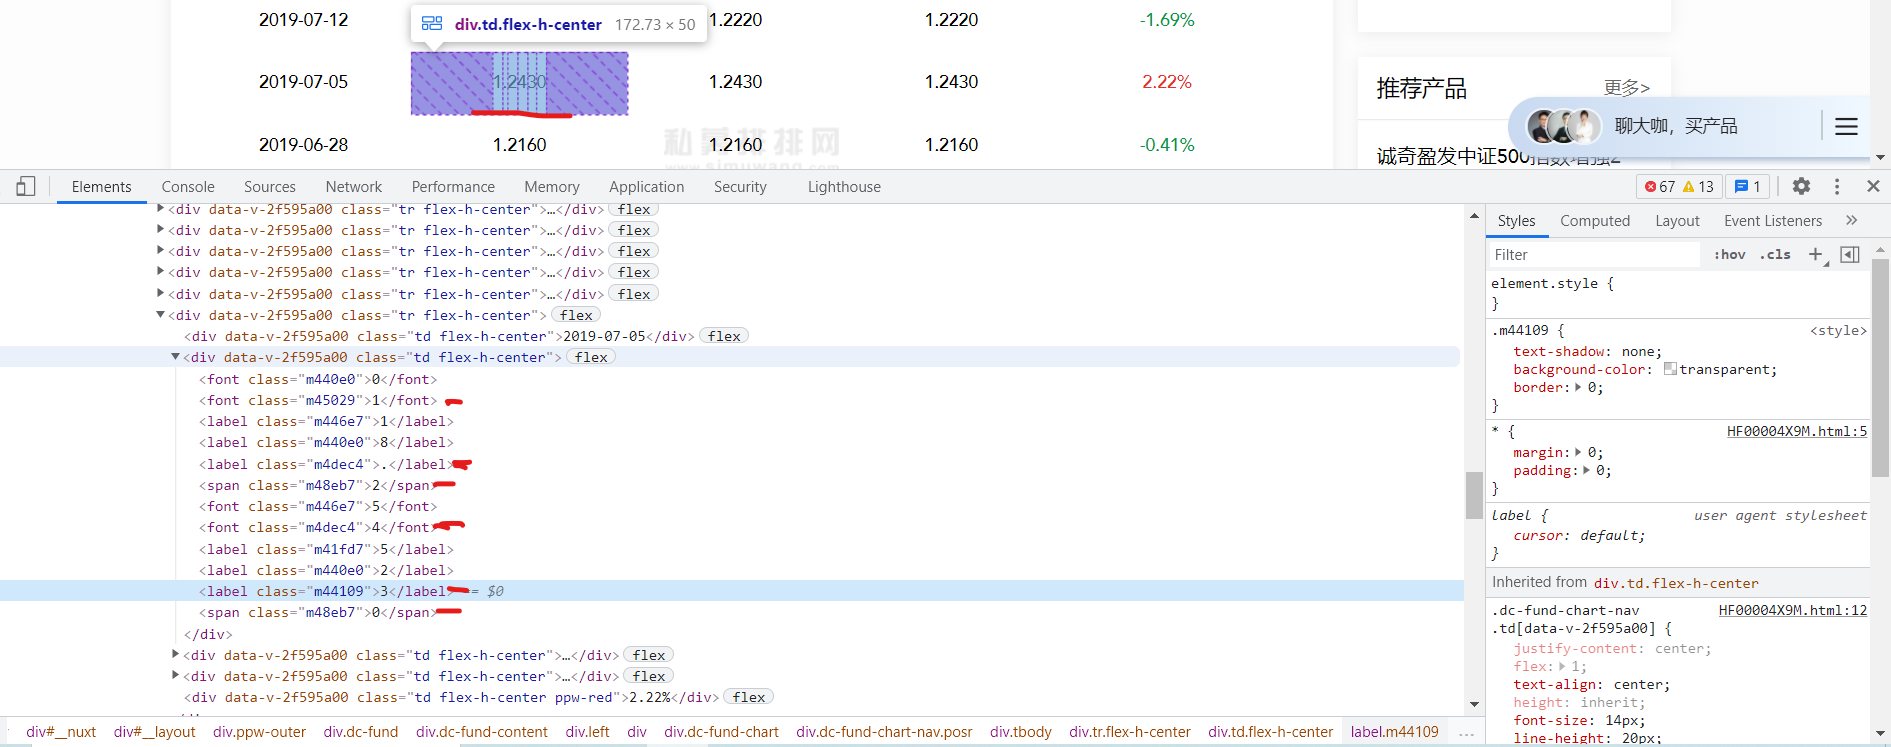 2019-07-12 1.2220 1.2220 -1.69%
div.td.flex-h-center 172.73 × 50
2019-07-05 1.2430 1.2430 1.2430 2.22%
2019-06-28 1.2160 1.2160 1.2160 -0.41%
私募排排网
www.simuwang.com
推荐产品 更多>
聊大咖，买产品
诚奇盈发中证500指数增强2
Elements Console Sources Network Performance Memory Application Security Lighthouse 67 13 1
<div data-v-2f595a00 class="tr flex-h-center">…</div> flex
<div data-v-2f595a00 class="tr flex-h-center">…</div> flex
<div data-v-2f595a00 class="tr flex-h-center">…</div> flex
<div data-v-2f595a00 class="tr flex-h-center">…</div> flex
<div data-v-2f595a00 class="tr flex-h-center">…</div> flex
<div data-v-2f595a00 class="tr flex-h-center"> flex
<div data-v-2f595a00 class="td flex-h-center">2019-07-05</div> flex
<div data-v-2f595a00 class="td flex-h-center"> flex
<font class="m440e0">0</font>
<font class="m45029">1</font>
<label class="m446e7">1</label>
<label class="m440e0">8</label>
<label class="m4dec4">.</label>
<span class="m48eb7">2</span>
<font class="m446e7">5</font>
<font class="m4dec4">4</font>
<label class="m41fd7">5</label>
<label class="m440e0">2</label>
<label class="m44109">3</label> == $0
<span class="m48eb7">0</span>
</div>
<div data-v-2f595a00 class="td flex-h-center">…</div> flex
<div data-v-2f595a00 class="td flex-h-center">…</div> flex
<div data-v-2f595a00 class="td flex-h-center ppw-red">2.22%</div> flex
div#__nuxt div#__layout div.ppw-outer div.dc-fund div.dc-fund-content div.left div div.dc-fund-chart div.dc-fund-chart-nav.posr div.tbody div.tr.flex-h-center div.td.flex-h-center label.m44109 ...
Styles Computed Layout Event Listeners »
Filter :hov .cls +
element.style {
}
.m44109 { <style>
text-shadow: none;
background-color: transparent;
border: 0;
}
* { HF00004X9M.html:5
margin: 0;
padding: 0;
}
label { user agent stylesheet
cursor: default;
}
Inherited from div.td.flex-h-center
.dc-fund-chart-nav HF00004X9M.html:12
.td[data-v-2f595a00] {
justify-content: center;
flex: 1;
text-align: center;
height: inherit;
font-size: 14px;
line-height: 20px;